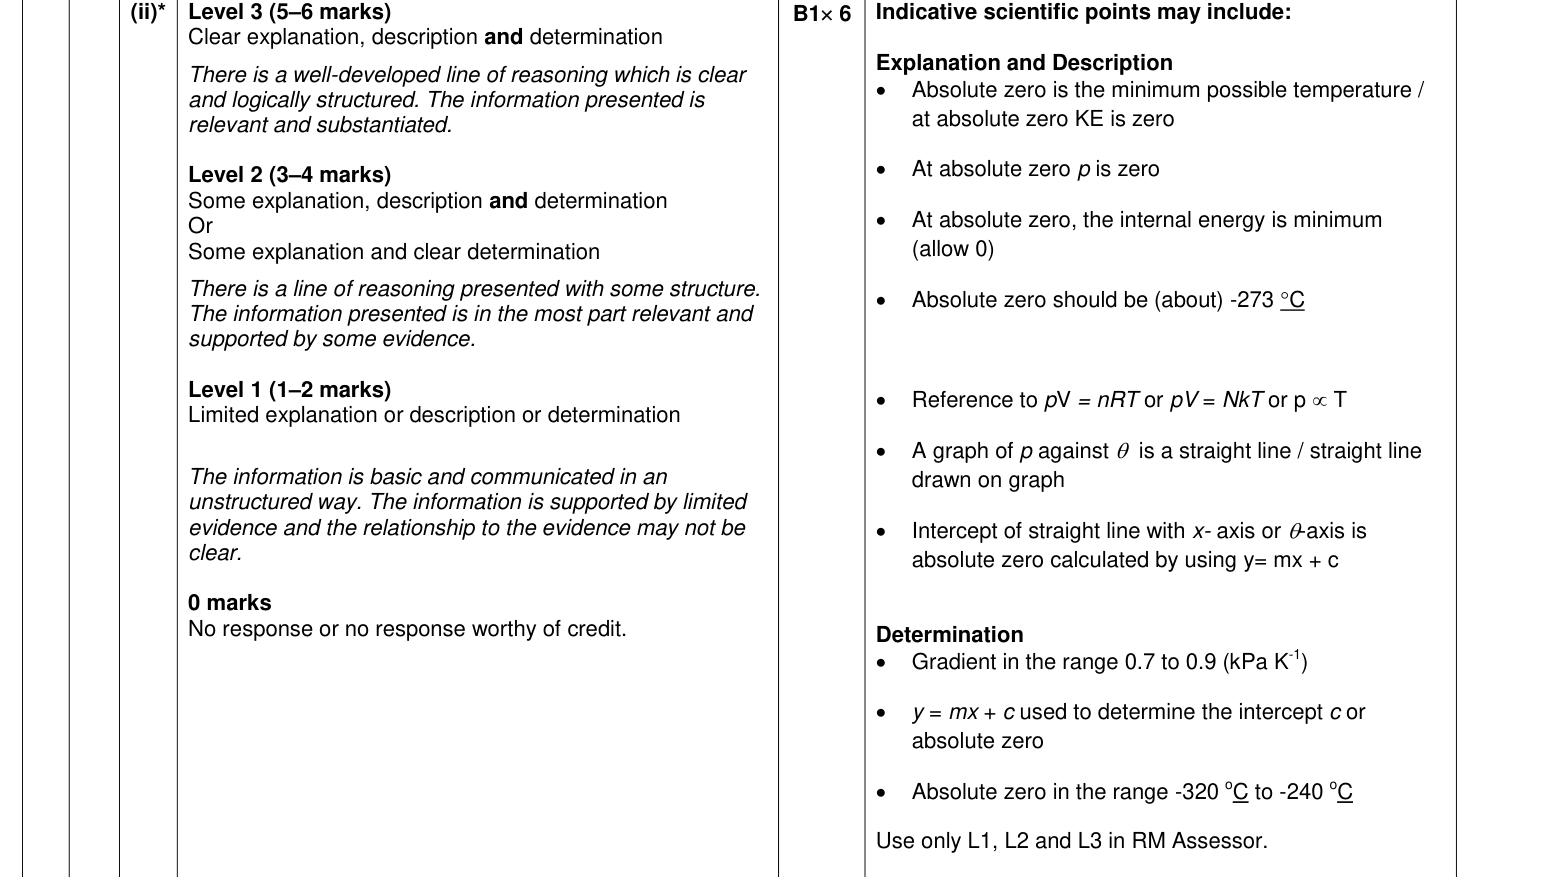 (ii)*
Level 3 (5–6 marks)
Clear explanation, description and determination
There is a well-developed line of reasoning which is clear
and logically structured. The information presented is
relevant and substantiated.
Level 2 (3–4 marks)
Some explanation, description and determination
Or
Some explanation and clear determination
There is a line of reasoning presented with some structure.
The information presented is in the most part relevant and
supported by some evidence.
Level 1 (1–2 marks)
Limited explanation or description or determination
The information is basic and communicated in an
unstructured way. The information is supported by limited
evidence and the relationship to the evidence may not be
clear.
0 marks
No response or no response worthy of credit.
B1× 6
Indicative scientific points may include:
Explanation and Description
• Absolute zero is the minimum possible temperature /
at absolute zero KE is zero
• At absolute zero p is zero
• At absolute zero, the internal energy is minimum
(allow 0)
• Absolute zero should be (about) -273 °C
• Reference to pV = nRT or pV = NkT or p ∝ T
• A graph of p against θ is a straight line / straight line
drawn on graph
• Intercept of straight line with x- axis or θ-axis is
absolute zero calculated by using y= mx + c
Determination
• Gradient in the range 0.7 to 0.9 (kPa K⁻¹)
• y = mx + c used to determine the intercept c or
absolute zero
• Absolute zero in the range -320 °C to -240 °C
Use only L1, L2 and L3 in RM Assessor.